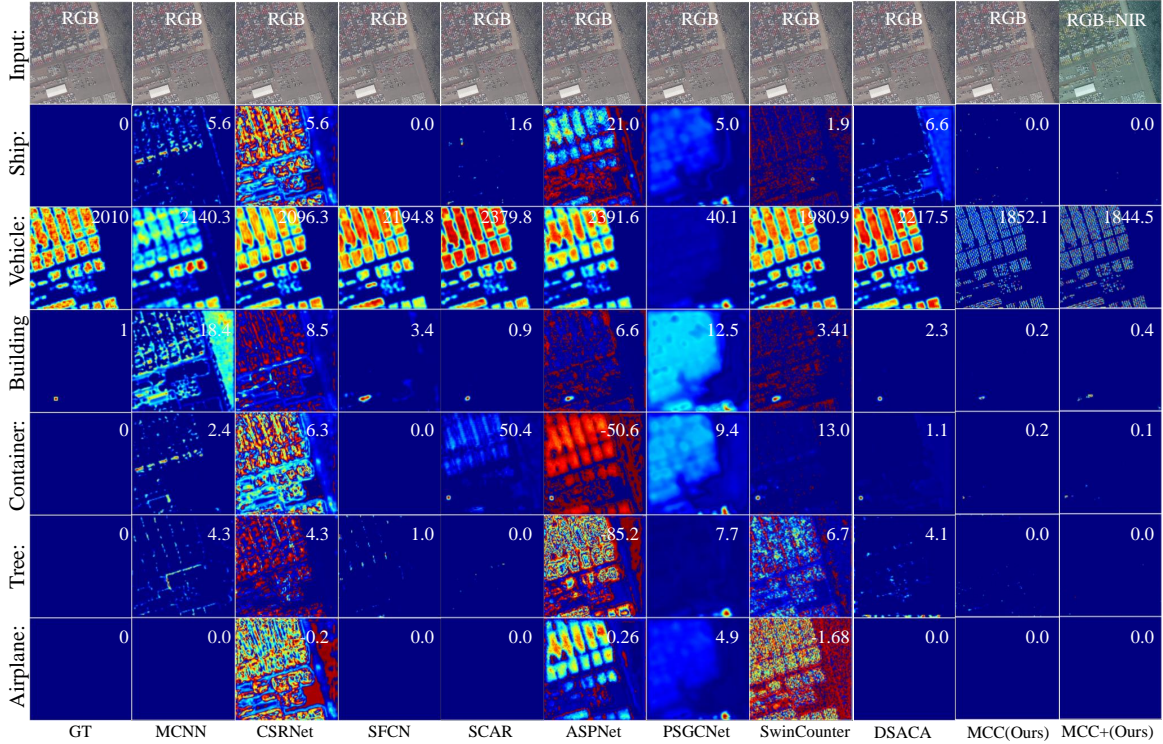 Input: RGB RGB RGB RGB RGB RGB RGB RGB RGB RGB RGB+NIR
Ship: 0 5.6 5.6 0.0 1.6 21.0 5.0 1.9 6.6 0.0 0.0
Vehicle: 2010 2140.3 2096.3 2194.8 2379.8 2391.6 40.1 1980.9 2217.5 1852.1 1844.5
Building 1 18.4 8.5 3.4 0.9 6.6 12.5 3.41 2.3 0.2 0.4
Container: 0 2.4 6.3 0.0 50.4 -50.6 9.4 13.0 1.1 0.2 0.1
Tree: 0 4.3 4.3 1.0 0.0 -85.2 7.7 6.7 4.1 0.0 0.0
Airplane: 0 0.0 -0.2 0.0 0.0 0.26 4.9 -1.68 0.0 0.0 0.0
GT MCNN CSRNet SFCN SCAR ASPNet PSGCNet SwinCounter DSACA MCC(Ours) MCC+(Ours)